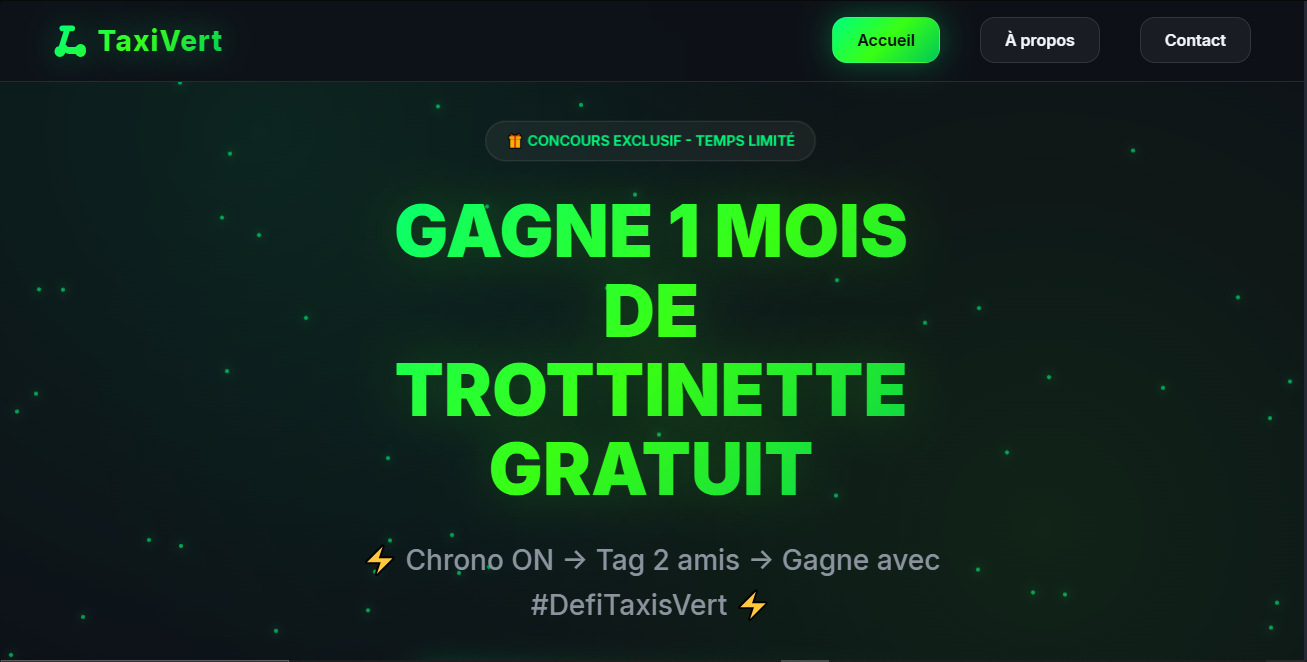 TaxiVert
Accueil
À propos
Contact
🎁 CONCOURS EXCLUSIF - TEMPS LIMITÉ
GAGNE 1 MOIS
DE
TROTTINETTE
GRATUIT
⚡ Chrono ON → Tag 2 amis → Gagne avec
#DefiTaxisVert ⚡